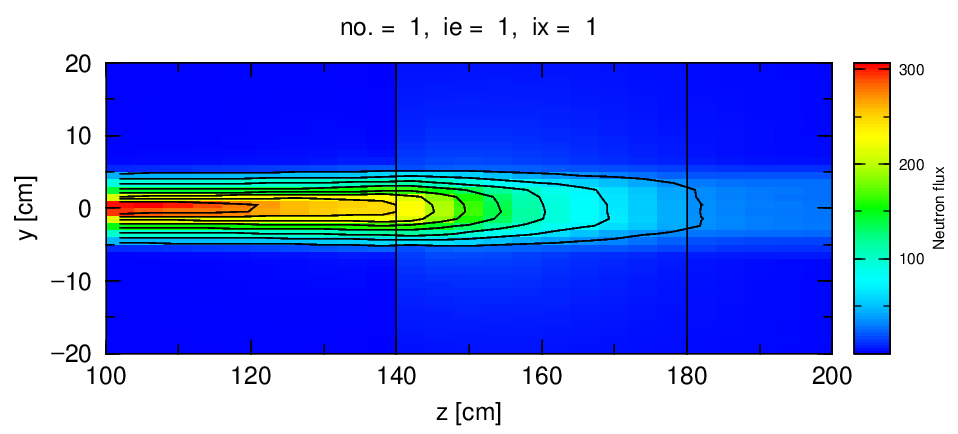 no. = 1, ie = 1, ix = 1
20
10
0
−10
−20
y [cm]
100 120 140 160 180 200
z [cm]
300
200
100
Neutron flux